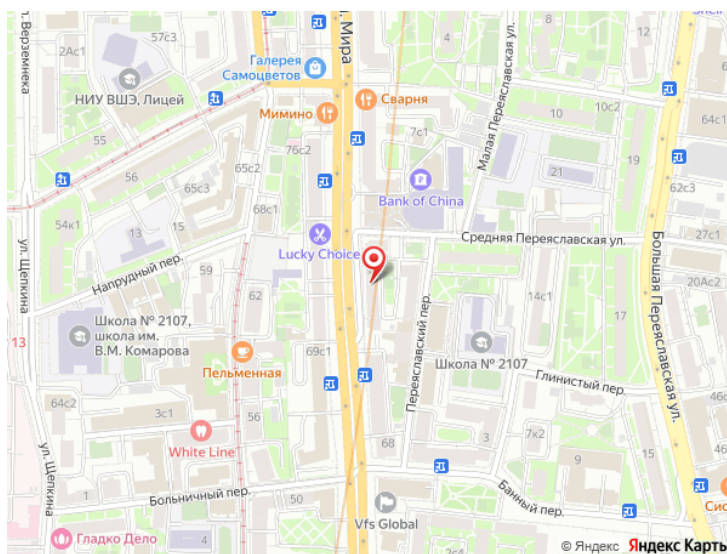 ул. Верземнека
2Ас1
57с3
Галерея
Самоцветов
Мира
НИУ ВШЭ, Лицей
Мимино
Сварня
7с1
Малая Переяславская ул.
10с2
10
64с1
55
65с2
76с2
19
56
65с3
68с1
Bank of China
21
62с3
54к1
13
15
Lucky Choice
Средняя Переяславская ул.
27с1
ул. Щепкина
Напрудный пер.
59
62
20Ас2
14с1
Большая Переяславская ул.
13
Школа № 2107,
школа им.
В.М. Комарова
69с1
Переяславский пер.
Школа № 2107
Пельменная
Глинистый пер.
64с2
3с1
56
68
3
7к2
White Line
ул. Щепкина
1
Больничный пер.
50
Банный пер.
Vfs Global
Гладко Дело
4
© Яндекс Яндекс Карты